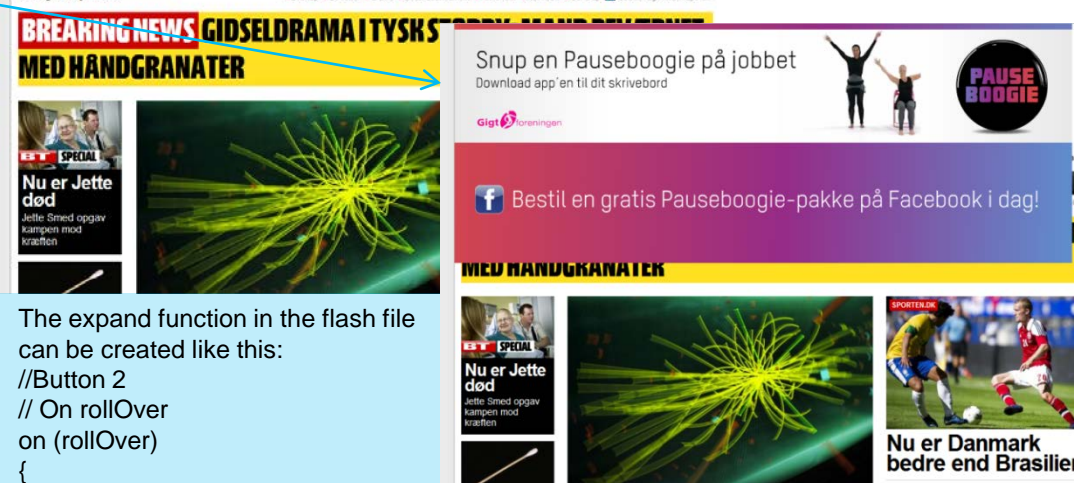 BREAKING NEWS GIDSELDRAMA I TYSK
MED HÅNDGRANATER
BT SPECIAL
Nu er Jette
død
Jette Smed opgav
kampen mod
kræften
The expand function in the flash file
can be created like this:
//Button 2
// On rollOver
on (rollOver)
{
Snup en Pauseboogie på jobbet
Download app´en til dit skrivebord
Gigtforeningen
PAUSE
BOOGIE
f Bestil en gratis Pauseboogie-pakke på Facebook i dag!
MED HÅNDGRANATER
BT SPECIAL
Nu er Jette
død
Jette Smed opgav
kampen mod
kræften
SPORTEN.DK
Nu er Danmark
bedre end Brasilien